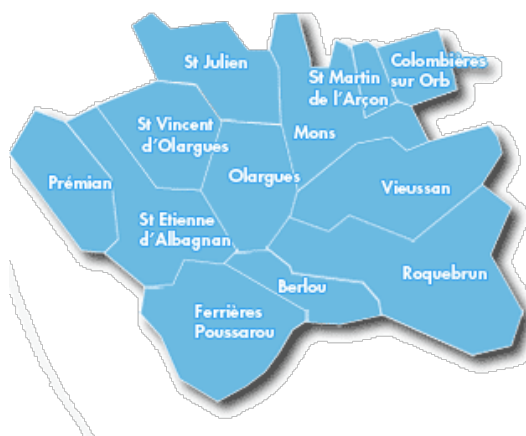 St Julien
Colombières
sur Orb
St Martin
de l'Arçon
St Vincent
d'Olargues
Mons
Prémian
Olargues
Vieussan
St Etienne
d'Albagnan
Roquebrun
Berlou
Ferrières
Poussarou